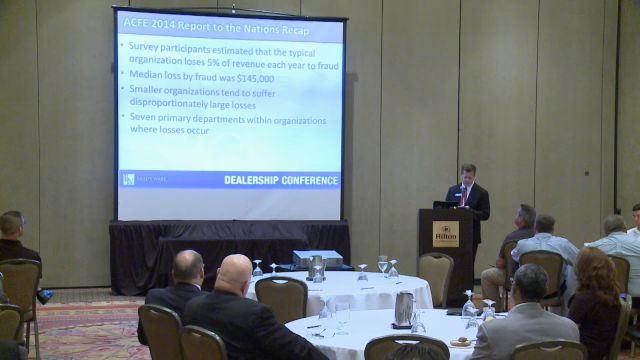 ACFE 2014 Report to the Nations Recap
• Survey participants estimated that the typical
organization loses 5% of revenue each year to fraud
• Median loss by fraud was $145,000
• Smaller organizations tend to suffer
disproportionately large losses
• Seven primary departments within organizations
where losses occur
DEALERSHIP CONFERENCE
Hilton